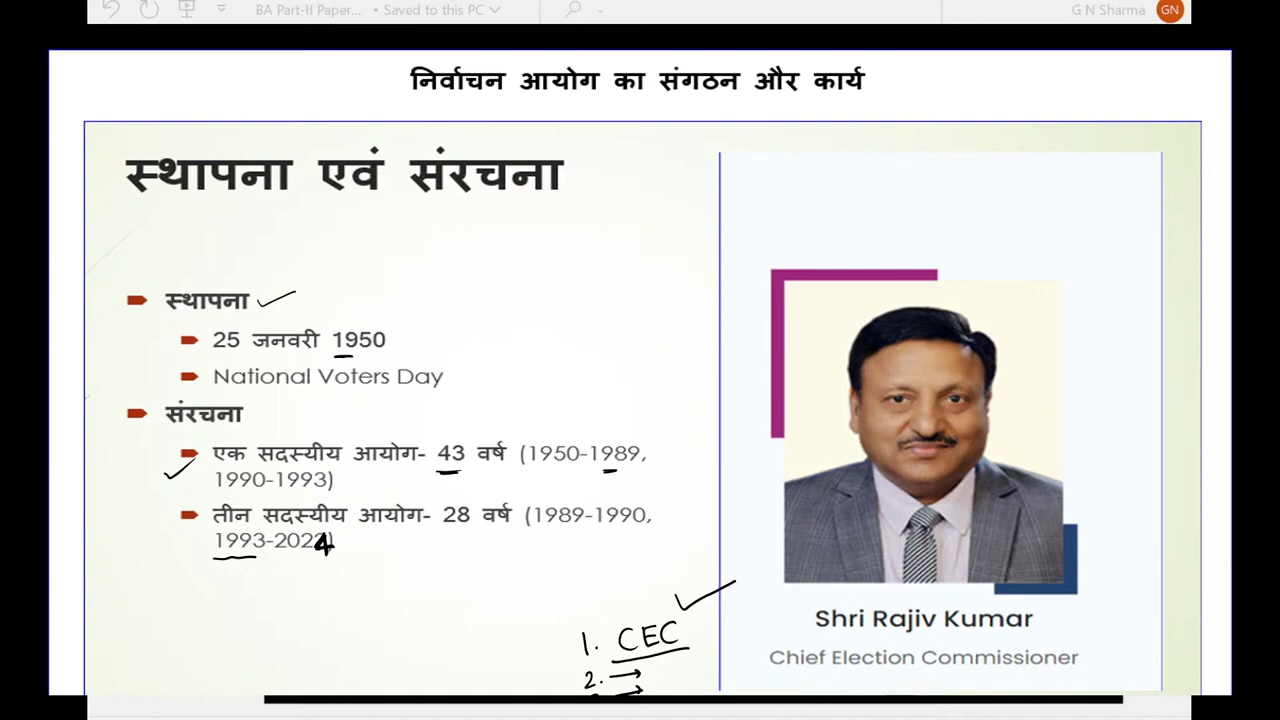 BA Part-II Paper... • Saved to this PC
G N Sharma GN
निर्वाचन आयोग का संगठन और कार्य
स्थापना एवं संरचना
स्थापना
25 जनवरी 1950
National Voters Day
संरचना
एक सदस्यीय आयोग- 43 वर्ष (1950-1989,
1990-1993)
तीन सदस्यीय आयोग- 28 वर्ष (1989-1990,
1993-2024)
1. CEC
2. →
Shri Rajiv Kumar
Chief Election Commissioner